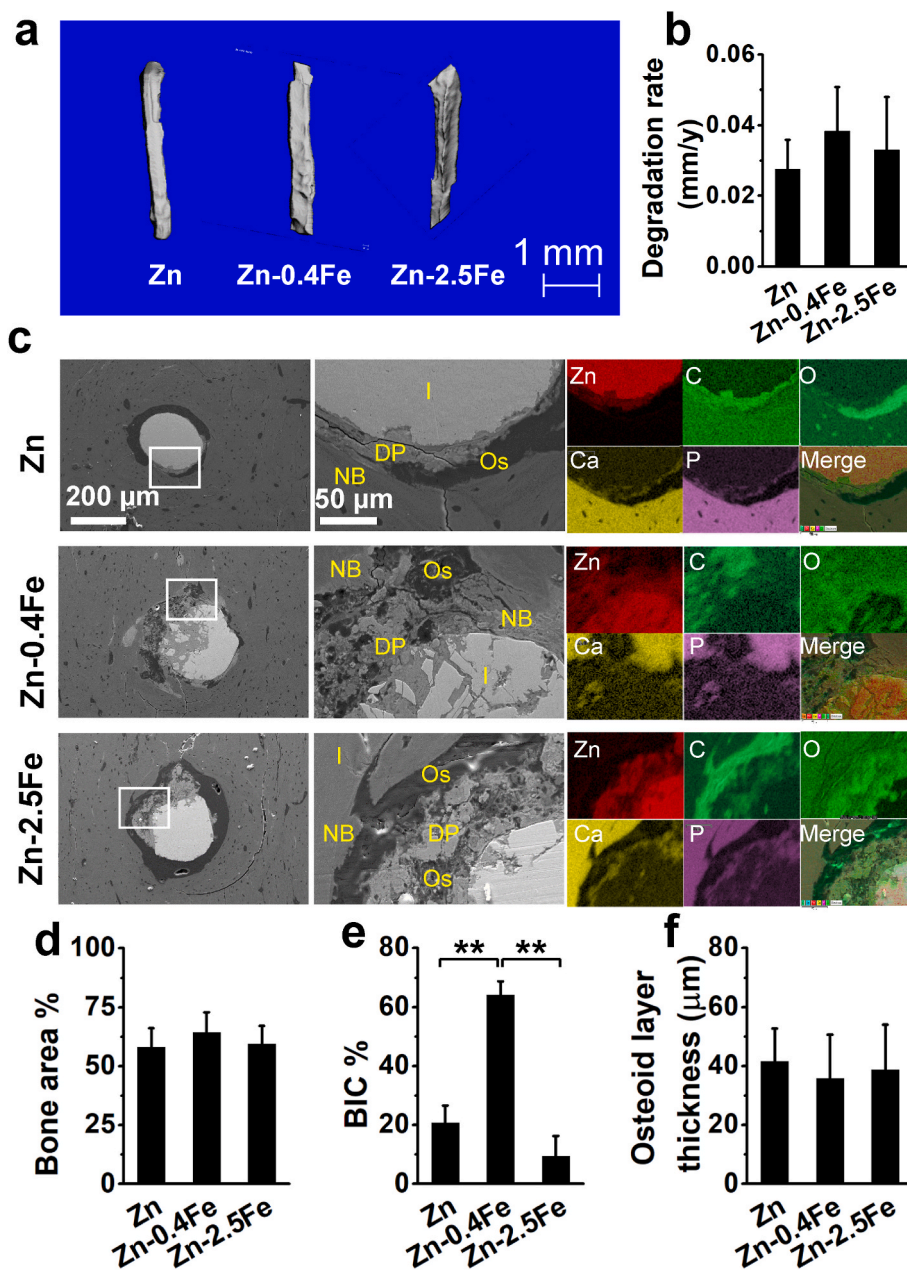 a
Zn
Zn-0.4Fe
Zn-2.5Fe
1 mm
b
Degradation rate
(mm/y)
0.06
0.04
0.02
0.00
Zn
Zn-0.4Fe
Zn-2.5Fe
c
Zn
200 μm
I
DP
Os
NB
50 μm
Zn
C
O
Ca
P
Merge
Zn-0.4Fe
NB
Os
NB
DP
I
Zn
C
O
Ca
P
Merge
Zn-2.5Fe
I
Os
NB
DP
Os
Zn
C
O
Ca
P
Merge
d
Bone area %
100
75
50
25
0
Zn
Zn-0.4Fe
Zn-2.5Fe
e
BIC %
80
60
40
20
0
** **
Zn
Zn-0.4Fe
Zn-2.5Fe
f
Osteoid layer
thickness (μm)
80
60
40
20
0
Zn
Zn-0.4Fe
Zn-2.5Fe